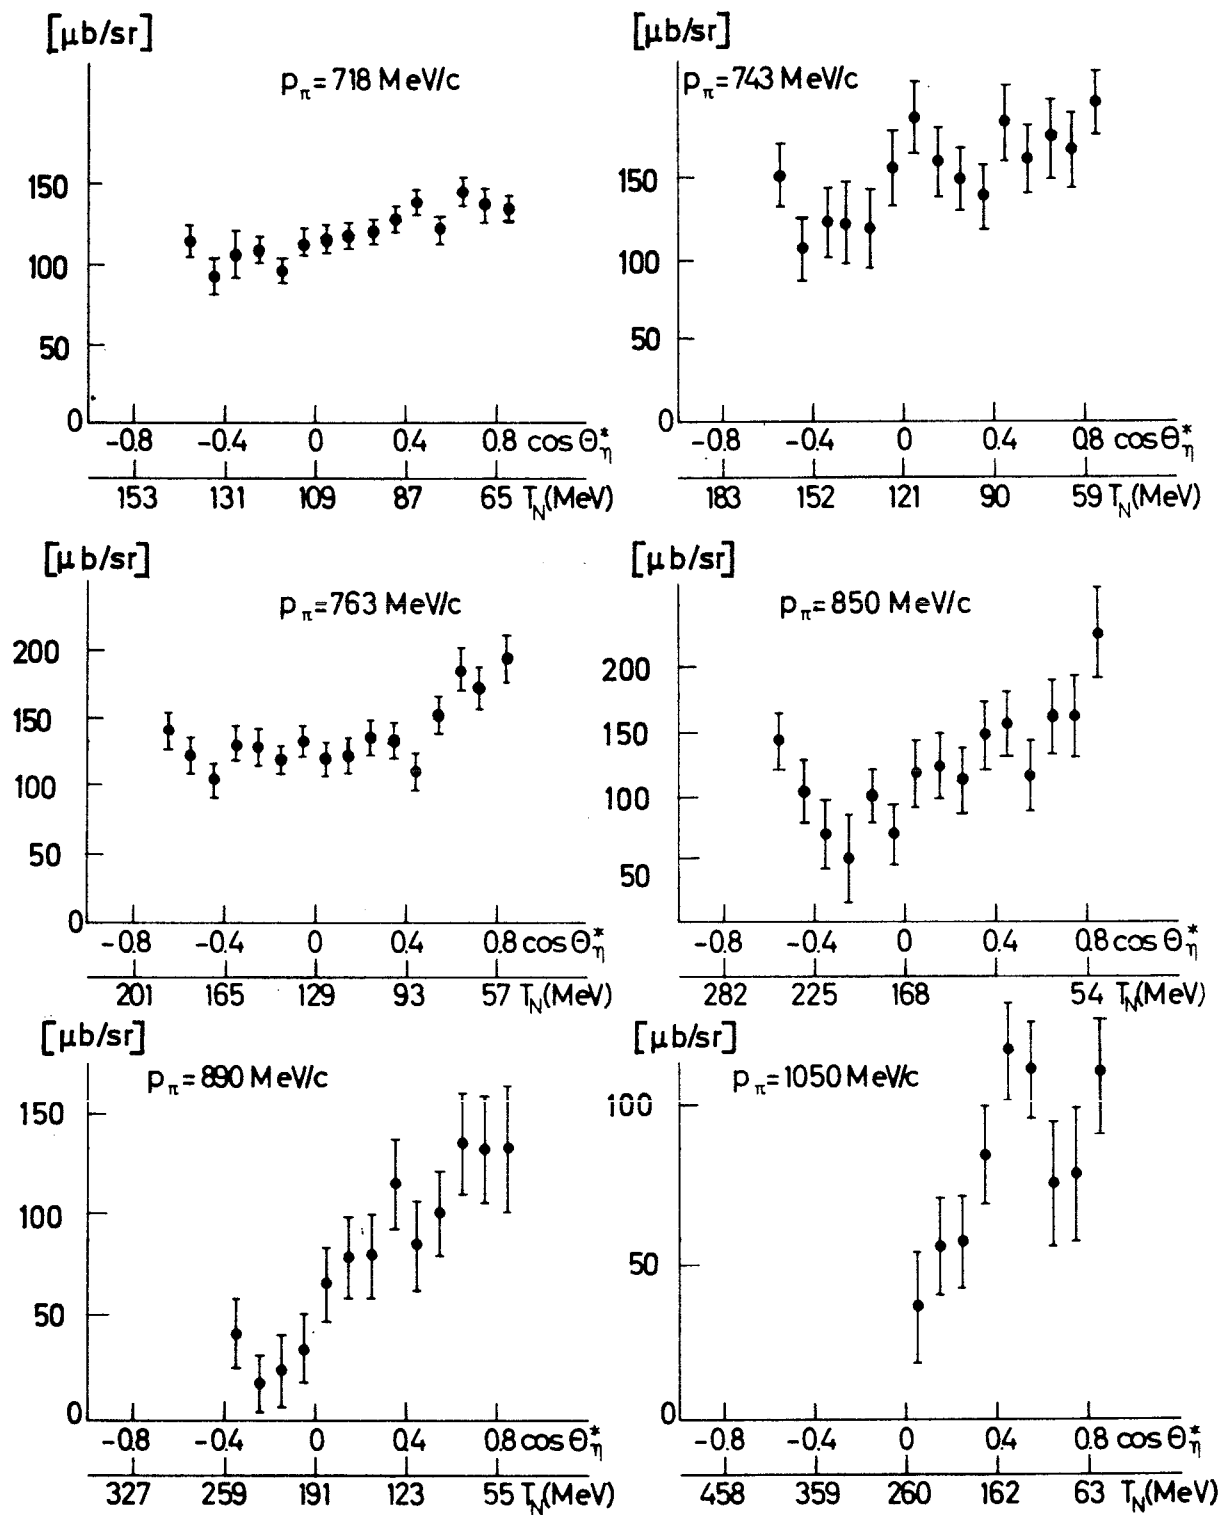 [μb/sr]
p_π=718 MeV/c
150
100
50
0
-0.8 -0.4 0 0.4 0.8 cos Θ*_η
153 131 109 87 65 T_N(MeV)
[μb/sr]
p_π=743 MeV/c
150
100
50
0
-0.8 -0.4 0 0.4 0.8 cos Θ*_η
183 152 121 90 59 T_N(MeV)
[μb/sr]
p_π=763 MeV/c
200
150
100
50
0
-0.8 -0.4 0 0.4 0.8 cos Θ*_η
201 165 129 93 57 T_N(MeV)
[μb/sr]
p_π=850 MeV/c
200
150
100
50
-0.8 -0.4 0 0.4 0.8 cos Θ*_η
282 225 168 54 T_N(MeV)
[μb/sr]
p_π=890 MeV/c
150
100
50
0
-0.8 -0.4 0 0.4 0.8 cos Θ*_η
327 259 191 123 55 T_N(MeV)
[μb/sr]
p_π=1050 MeV/c
100
50
0
-0.8 -0.4 0 0.4 0.8 cos Θ*_η
458 359 260 162 63 T_N(MeV)